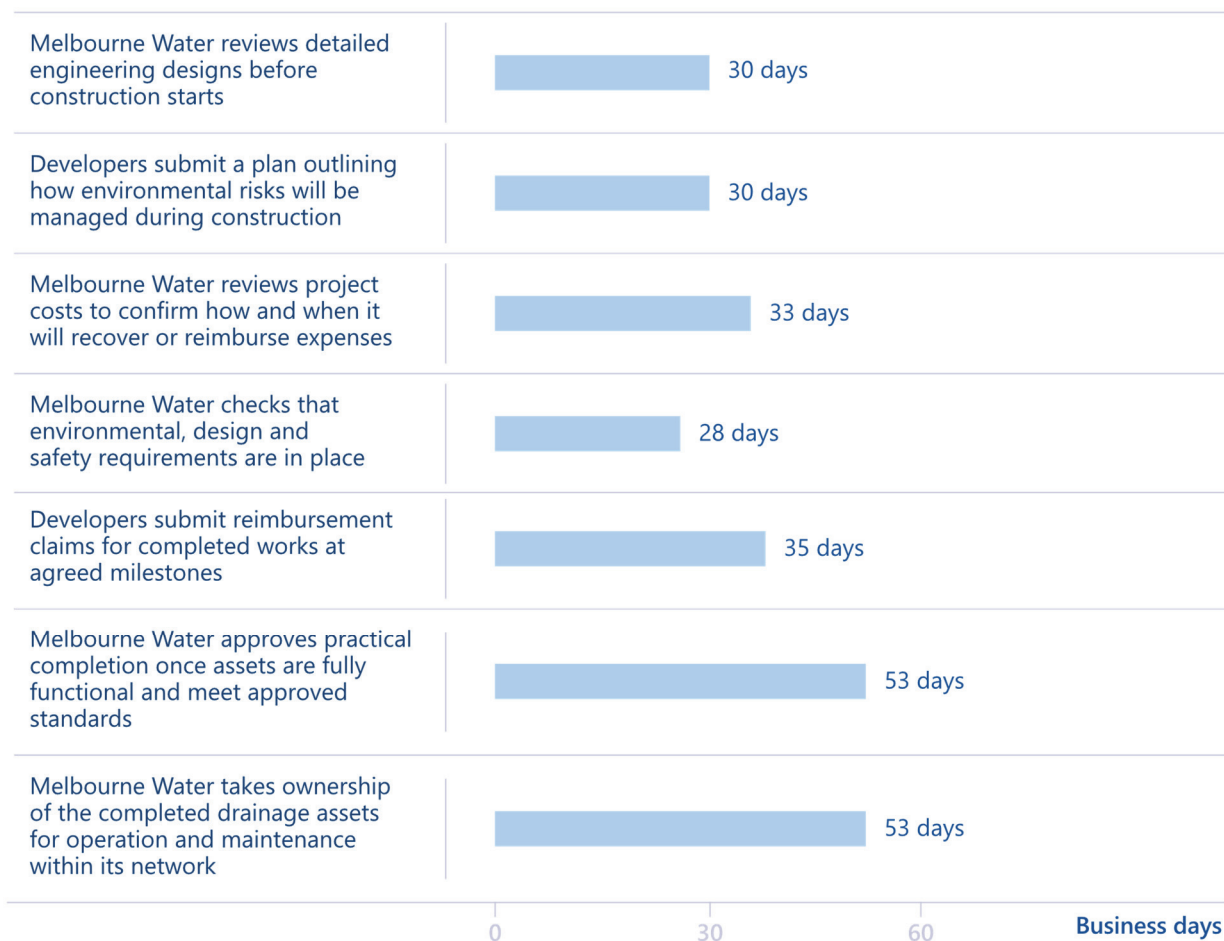 Melbourne Water reviews detailed
engineering designs before
construction starts
30 days
Developers submit a plan outlining
how environmental risks will be
managed during construction
30 days
Melbourne Water reviews project
costs to confirm how and when it
will recover or reimburse expenses
33 days
Melbourne Water checks that
environmental, design and
safety requirements are in place
28 days
Developers submit reimbursement
claims for completed works at
agreed milestones
35 days
Melbourne Water approves practical
completion once assets are fully
functional and meet approved
standards
53 days
Melbourne Water takes ownership
of the completed drainage assets
for operation and maintenance
within its network
53 days
0 30 60 Business days